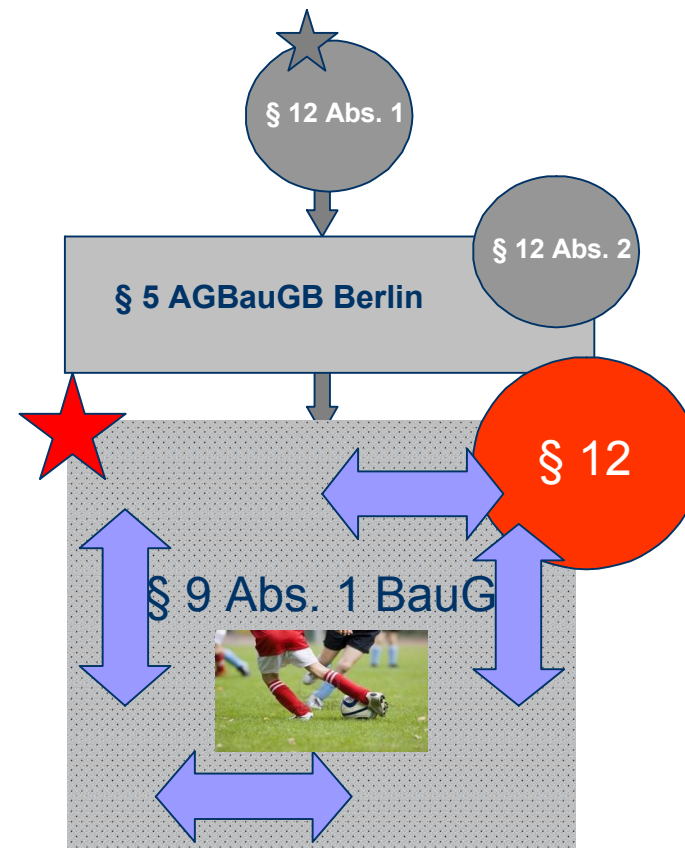 § 12 Abs. 1
§ 12 Abs. 2
§ 5 AGBauGB Berlin
§ 12
§ 9 Abs. 1 BauG